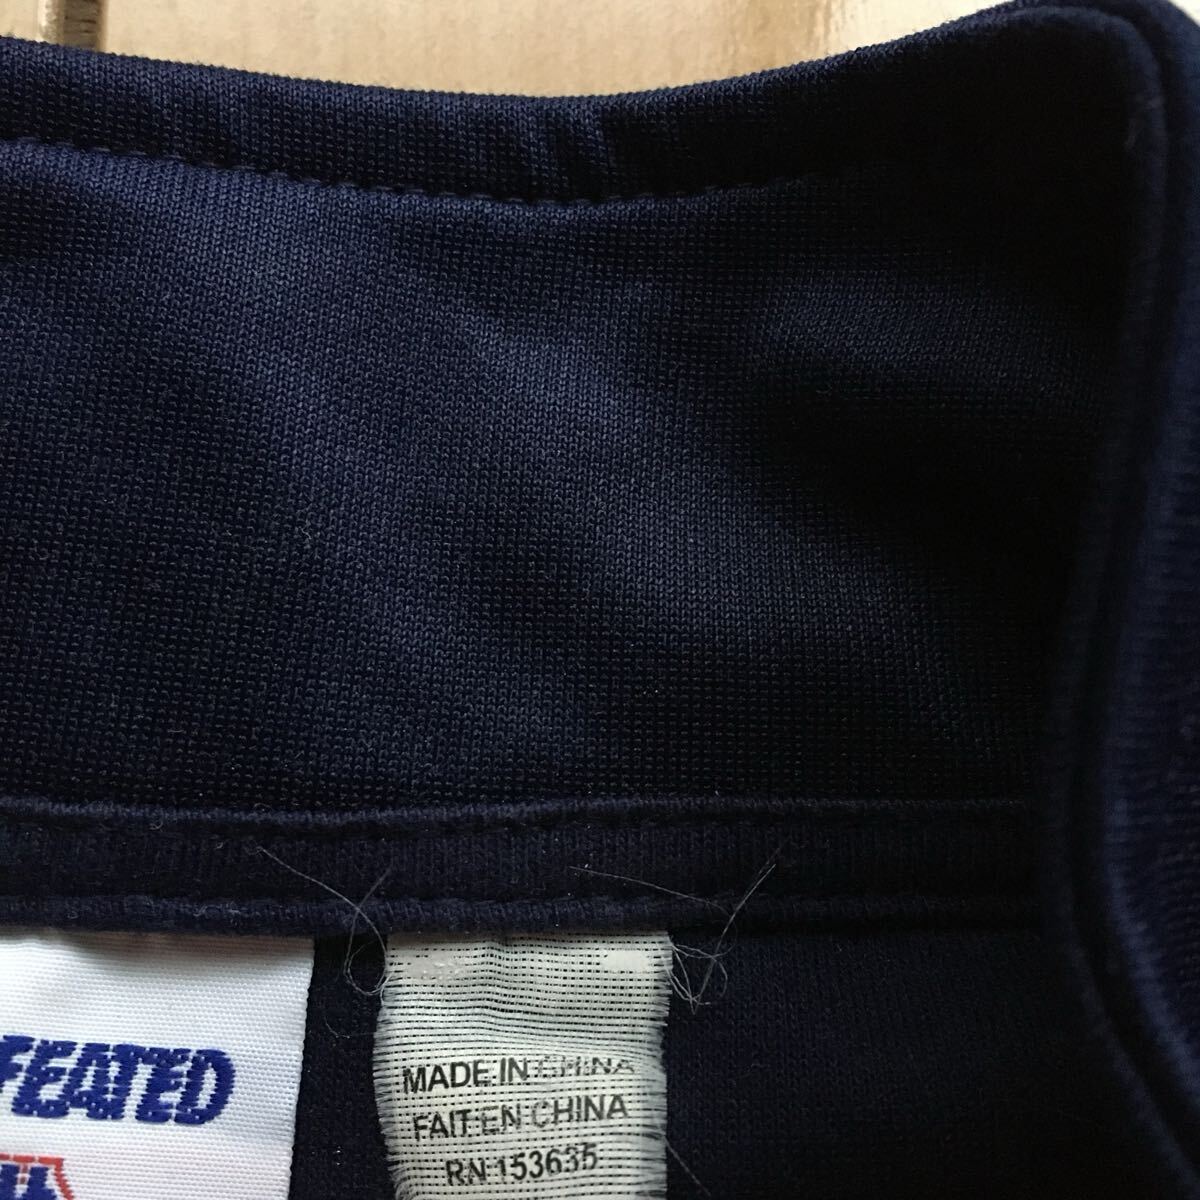 FEATED
MADE IN CHINA
FAIT EN CHINA
RN 153635